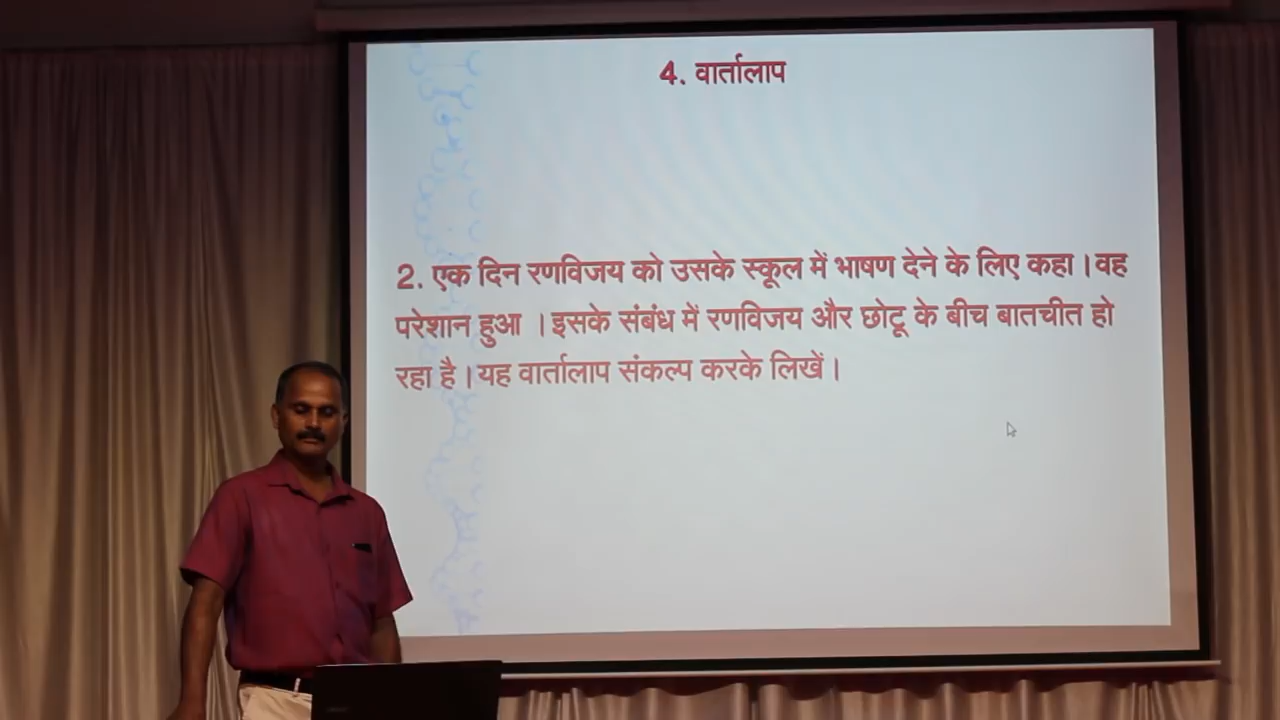 4. वार्तालाप
2. एक दिन रणविजय को उसके स्कूल में भाषण देने के लिए कहा। वह
परेशान हुआ । इसके संबंध में रणविजय और छोटू के बीच बातचीत हो
रहा है। यह वार्तालाप संकल्प करके लिखें।